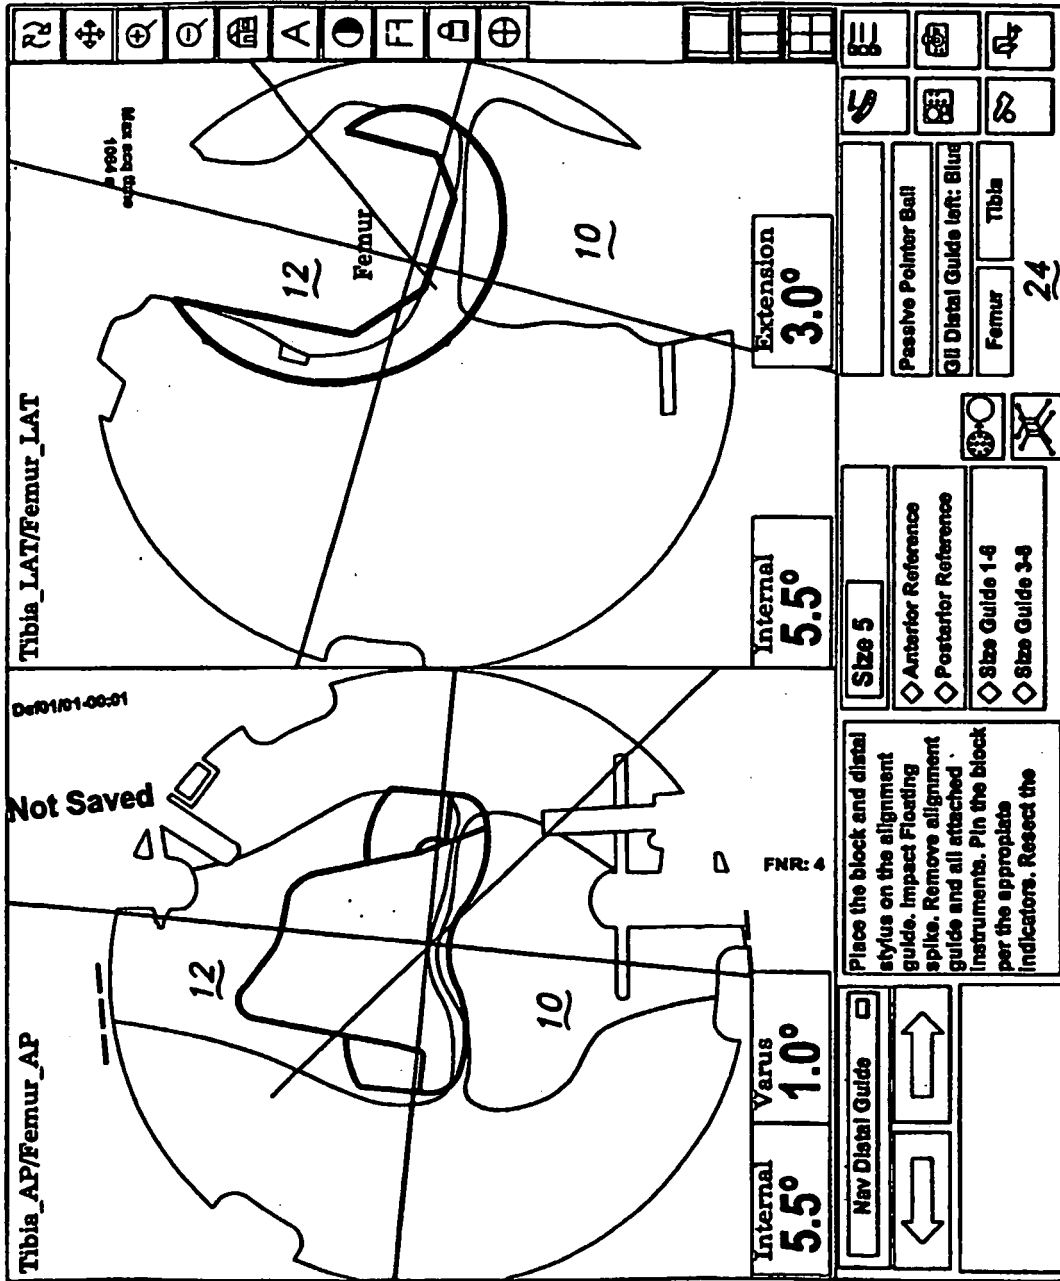 Tibia_AP/Femur_AP
Not Saved
Def01/01-00:01
12
10
FNR: 4
Internal
5.5°
Varus
1.0°
Tibia_LAT/Femur_LAT
Max acq time
12
Femur
10
Internal
5.5°
Extension
3.0°
A
Nav Distal Guide
Place the block and distal
stylus on the alignment
guide. Impact Floating
spike. Remove alignment
guide and all attached
instruments. Pin the block
per the appropiate
indicators. Resect the
Size 5
Anterior Reference
Posterior Reference
Size Guide 1-6
Size Guide 3-8
Passive Pointer Ball
GII Distal Guide left: Blue
Femur
Tibia
24